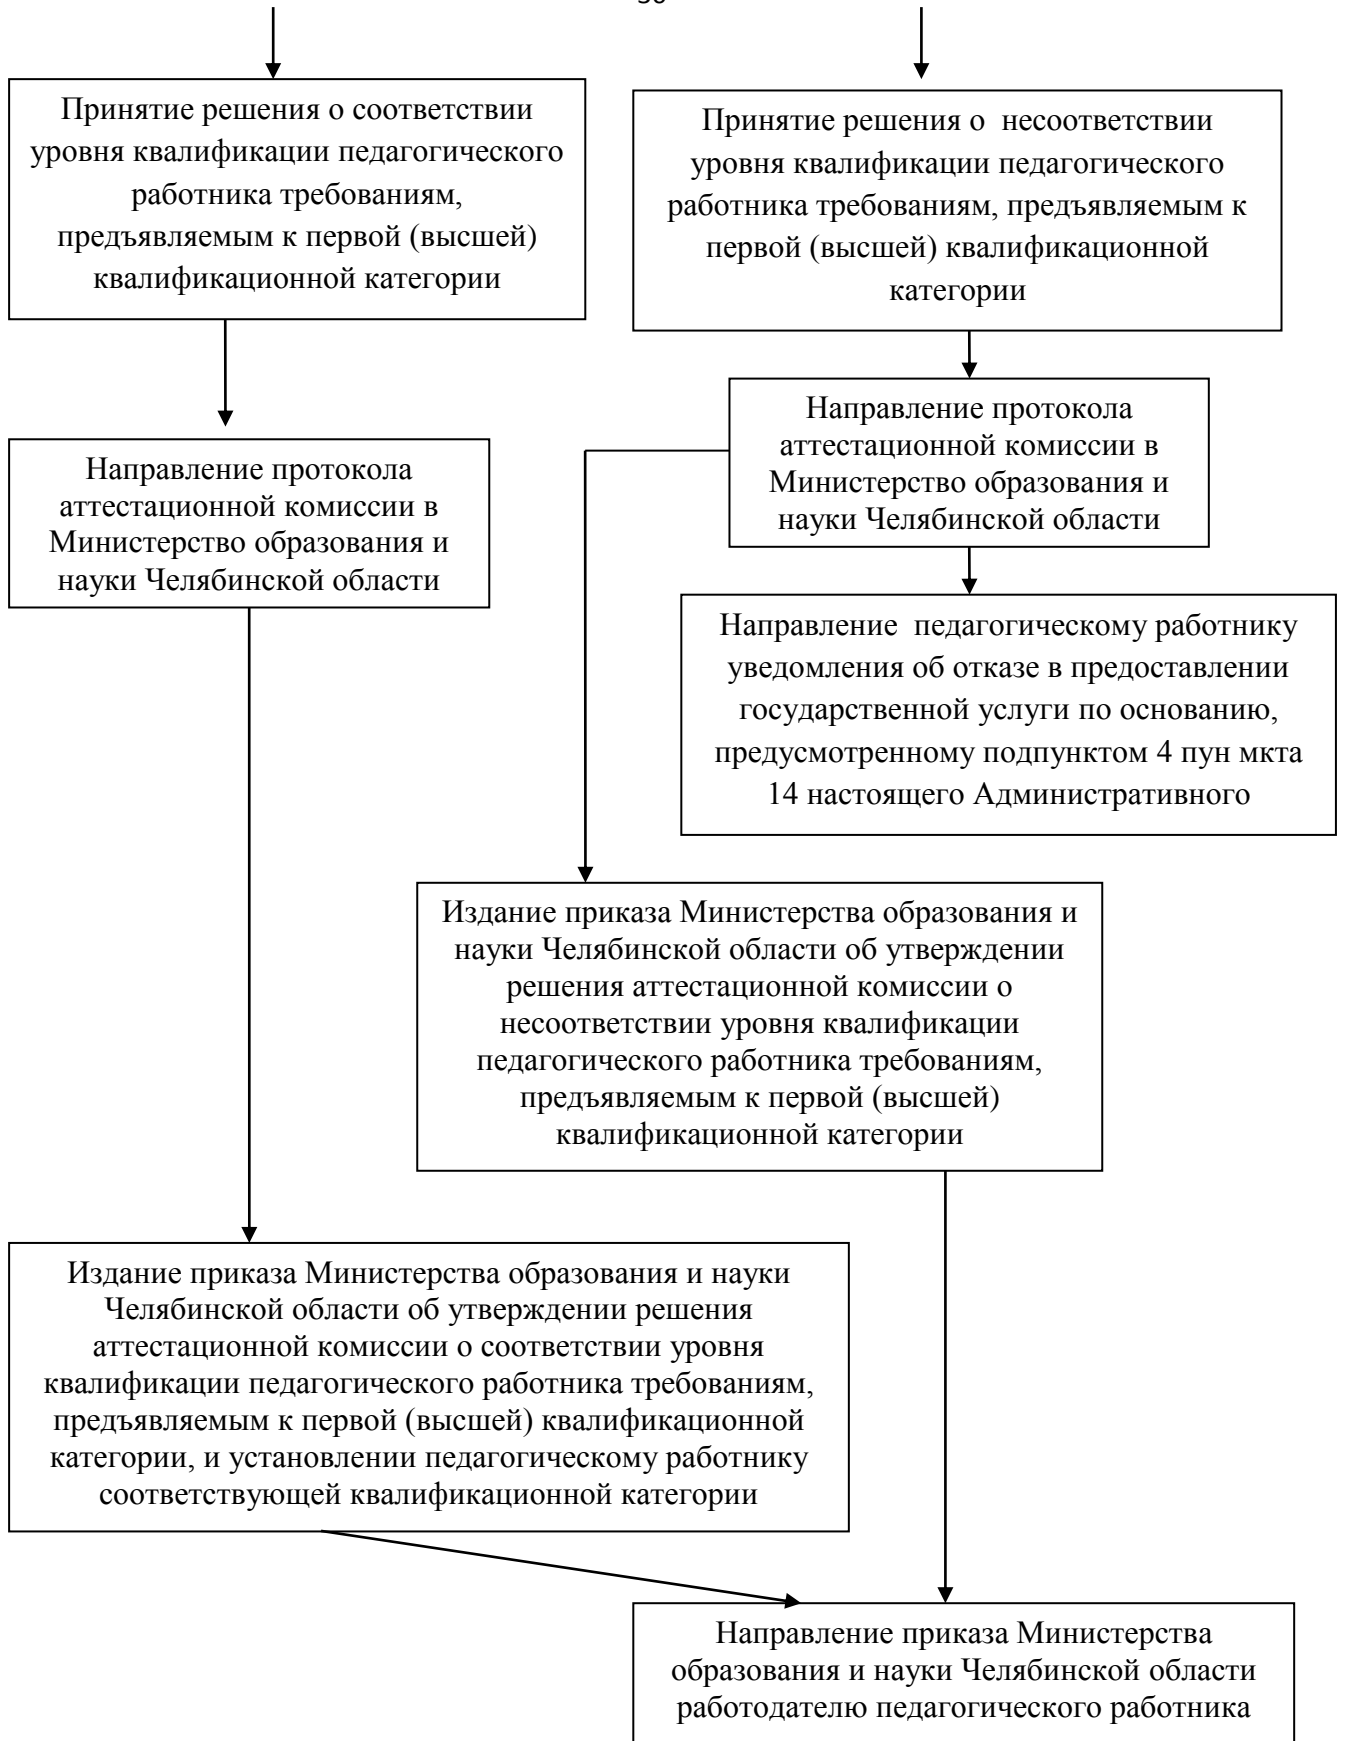 Принятие решения о соответствии
уровня квалификации педагогического
работника требованиям,
предъявляемым к первой (высшей)
квалификационной категории
Принятие решения о несоответствии
уровня квалификации педагогического
работника требованиям, предъявляемым к
первой (высшей) квалификационной
категории
Направление протокола
аттестационной комиссии в
Министерство образования и
науки Челябинской области
Направление протокола
аттестационной комиссии в
Министерство образования и
науки Челябинской области
Направление педагогическому работнику
уведомления об отказе в предоставлении
государственной услуги по основанию,
предусмотренному подпунктом 4 пун мкта
14 настоящего Административного
Издание приказа Министерства образования и
науки Челябинской области об утверждении
решения аттестационной комиссии о
несоответствии уровня квалификации
педагогического работника требованиям,
предъявляемым к первой (высшей)
квалификационной категории
Издание приказа Министерства образования и науки
Челябинской области об утверждении решения
аттестационной комиссии о соответствии уровня
квалификации педагогического работника требованиям,
предъявляемым к первой (высшей) квалификационной
категории, и установлении педагогическому работнику
соответствующей квалификационной категории
Направление приказа Министерства
образования и науки Челябинской области
работодателю педагогического работника